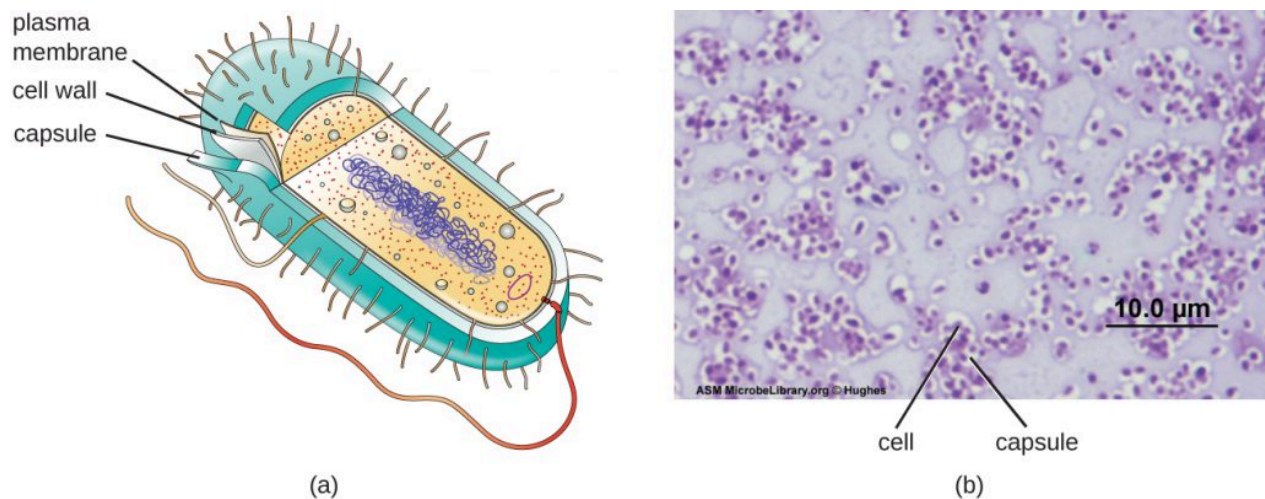 plasma
membrane
cell wall
capsule
(a)
10.0 µm
ASM MicrobeLibrary.org © Hughes
cell
capsule
(b)